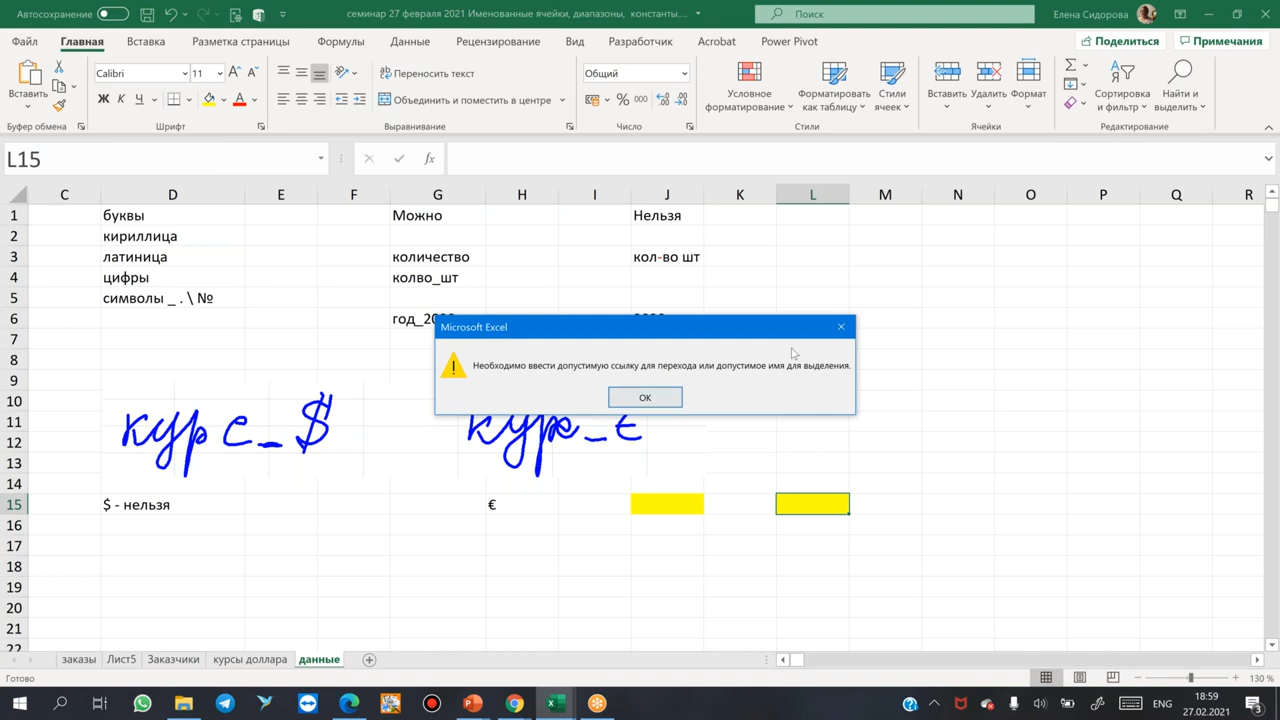 Автосохранение
семинар 27 февраля 2021 Именованные ячейки, диапазоны, константы....
Поиск
Елена Сидорова
Файл Главная Вставка Разметка страницы Формулы Данные Рецензирование Вид Разработчик Acrobat Power Pivot
Поделиться Примечания
Вставить
Calibri 11
Ж К Ч
Переносить текст
Объединить и поместить в центре
Общий
% 000
Условное форматирование
Форматировать как таблицу
Стили ячеек
Вставить Удалить Формат
Сортировка и фильтр
Найти и выделить
Буфер обмена Шрифт Выравнивание Число Стили Ячейки Редактирование
L15
fx
C D E F G H I J K L M N O P Q R
1 буквы Можно Нельзя
2 кириллица
3 латиница количество кол-во шт
4 цифры колво_шт
5 символы _ . \ №
6
7
8
9
10
11
12
13
14
15 $ - нельзя €
16
17
18
19
20
21
22
Microsoft Excel
Необходимо ввести допустимую ссылку для перехода или допустимое имя для выделения.
OK
курс_$ курс_€
заказы Лист5 Заказчики курсы доллара данные
Готово
130 %
18:59
ENG
27.02.2021